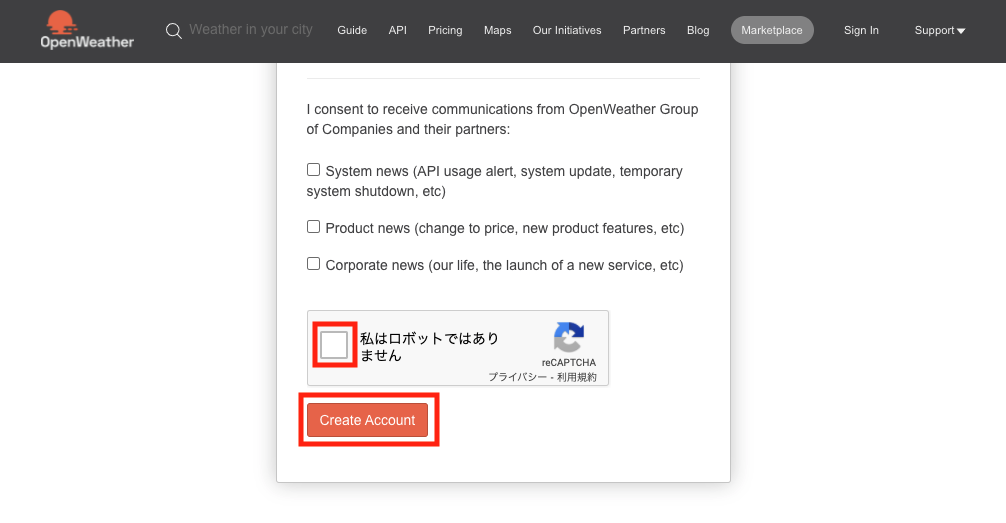 OpenWeather
Weather in your city
Guide
API
Pricing
Maps
Our Initiatives
Partners
Blog
Marketplace
Sign In
Support
I consent to receive communications from OpenWeather Group
of Companies and their partners:
System news (API usage alert, system update, temporary
system shutdown, etc)
Product news (change to price, new product features, etc)
Corporate news (our life, the launch of a new service, etc)
私はロボットではあり
ません
reCAPTCHA
プライバシー - 利用規約
Create Account